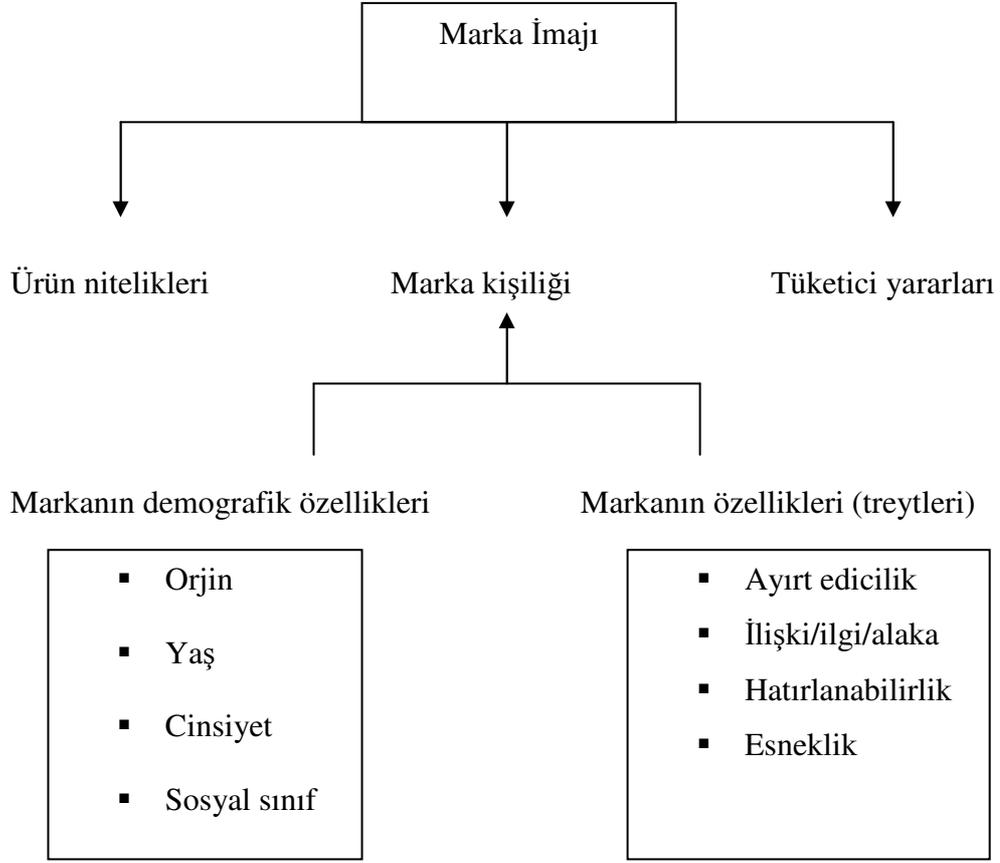 Marka İmajı
Ürün nitelikleri
Marka kişiliği
Tüketici yararları
Markanın demografik özellikleri
▪ Orjin
▪ Yaş
▪ Cinsiyet
▪ Sosyal sınıf
Markanın özellikleri (treytleri)
▪ Ayırt edicilik
▪ İlişki/ilgi/alaka
▪ Hatırlanabilirlik
▪ Esneklik